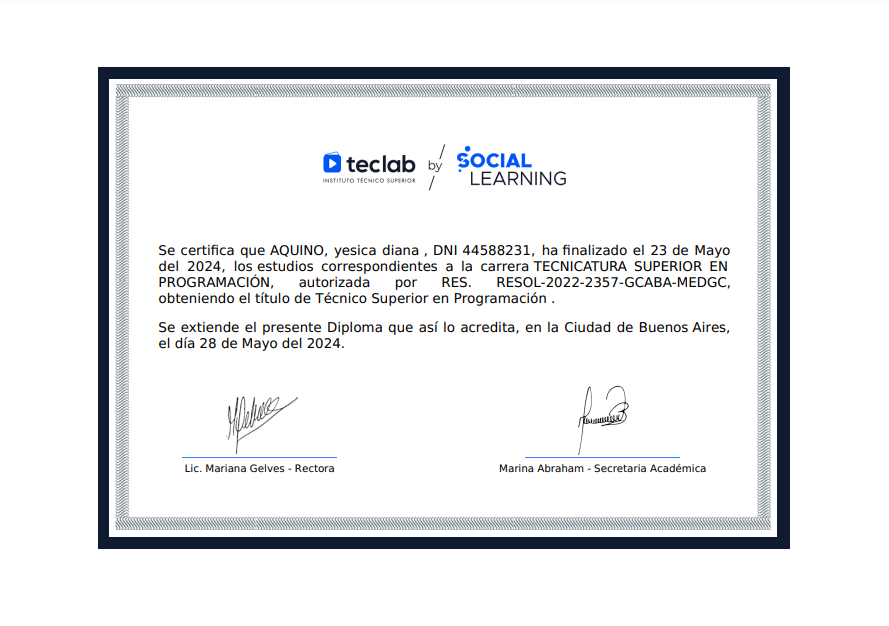 teclab
INSTITUTO TÉCNICO SUPERIOR
by
SOCIAL
LEARNING
Se certifica que AQUINO, yesica diana , DNI 44588231, ha finalizado el 23 de Mayo
del 2024, los estudios correspondientes a la carrera TECNICATURA SUPERIOR EN
PROGRAMACIÓN, autorizada por RES. RESOL-2022-2357-GCABA-MEDGC,
obteniendo el título de Técnico Superior en Programación .
Se extiende el presente Diploma que así lo acredita, en la Ciudad de Buenos Aires,
el día 28 de Mayo del 2024.
Lic. Mariana Gelves - Rectora
Marina Abraham - Secretaria Académica